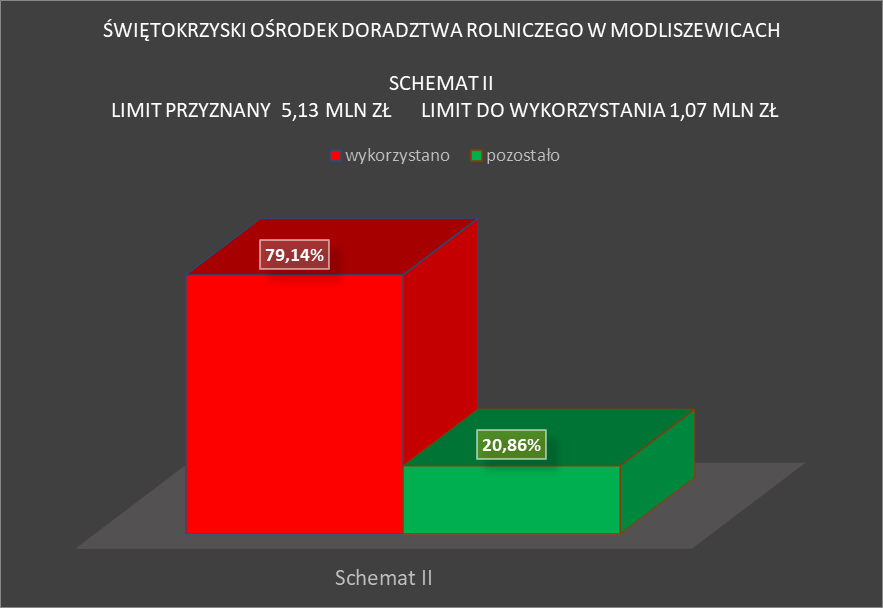 ŚWIĘTOKRZYSKI OŚRODEK DORADZTWA ROLNICZEGO W MODLISZEWICACH
SCHEMAT II
LIMIT PRZYZNANY 5,13 MLN ZŁ LIMIT DO WYKORZYSTANIA 1,07 MLN ZŁ
wykorzystano pozostało
79,14%
20,86%
Schemat II